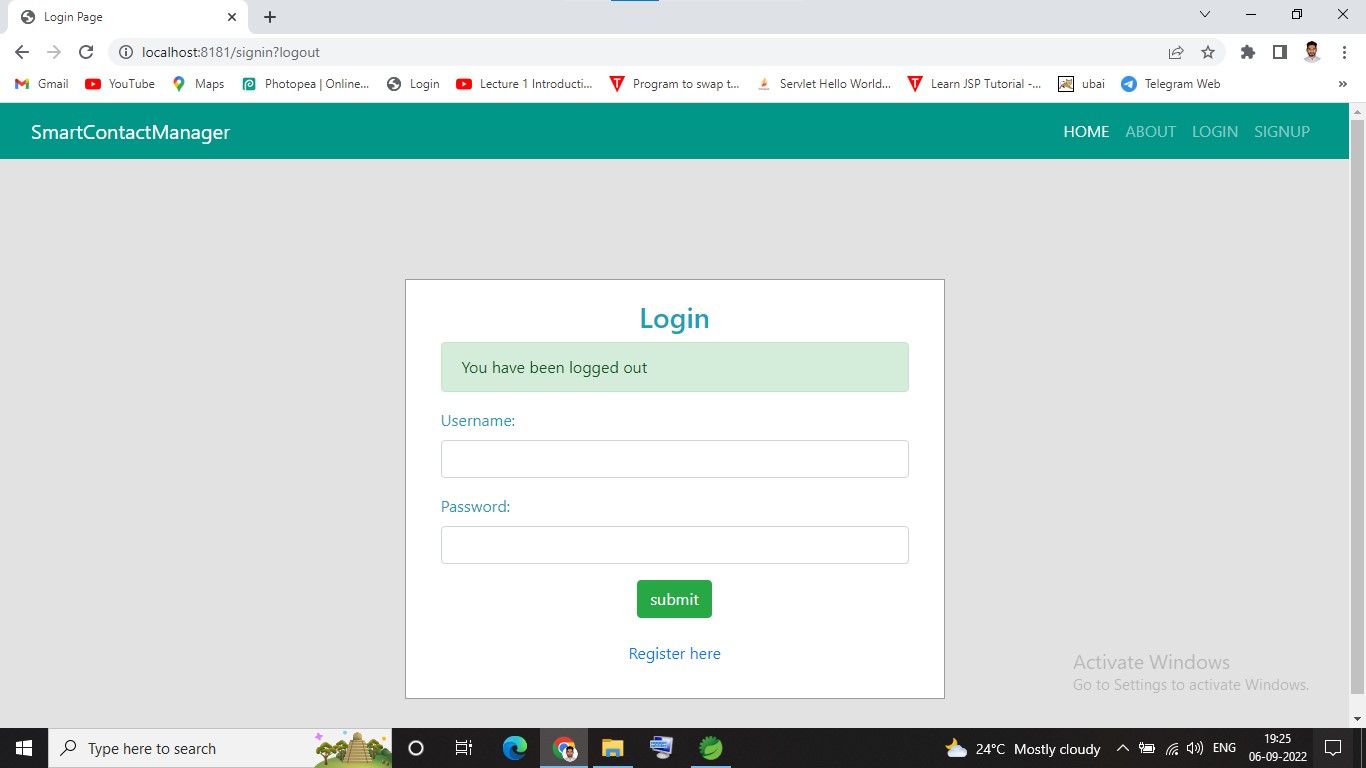 Login Page
localhost:8181/signin?logout
Gmail YouTube Maps Photopea | Online... Login Lecture 1 Introducti... Program to swap t... Servlet Hello World... Learn JSP Tutorial -... ubai Telegram Web »
SmartContactManager HOME ABOUT LOGIN SIGNUP
Login
You have been logged out
Username:
Password:
submit
Register here
Activate Windows
Go to Settings to activate Windows.
Type here to search
24°C Mostly cloudy
ENG
19:25
06-09-2022